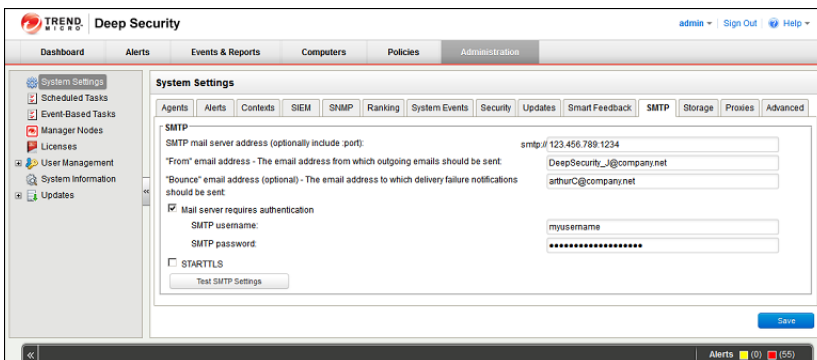 TREND MICRO Deep Security
admin Sign Out Help
Dashboard Alerts Events & Reports Computers Policies Administration
System Settings
Scheduled Tasks
Event-Based Tasks
Manager Nodes
Licenses
User Management
System Information
Updates
System Settings
Agents Alerts Contexts SIEM SNMP Ranking System Events Security Updates Smart Feedback SMTP Storage Proxies Advanced
SMTP
SMTP mail server address (optionally include :port): smtp:// 123.456.789:1234
"From" email address - The email address from which outgoing emails should be sent: DeepSecurity_J@company.net
"Bounce" email address (optional) - The email address to which delivery failure notifications arthurC@company.net
should be sent:
Mail server requires authentication
SMTP username: myusername
SMTP password: •••••••••••••••••••
STARTTLS
Test SMTP Settings
Save
« Alerts (0) (55)